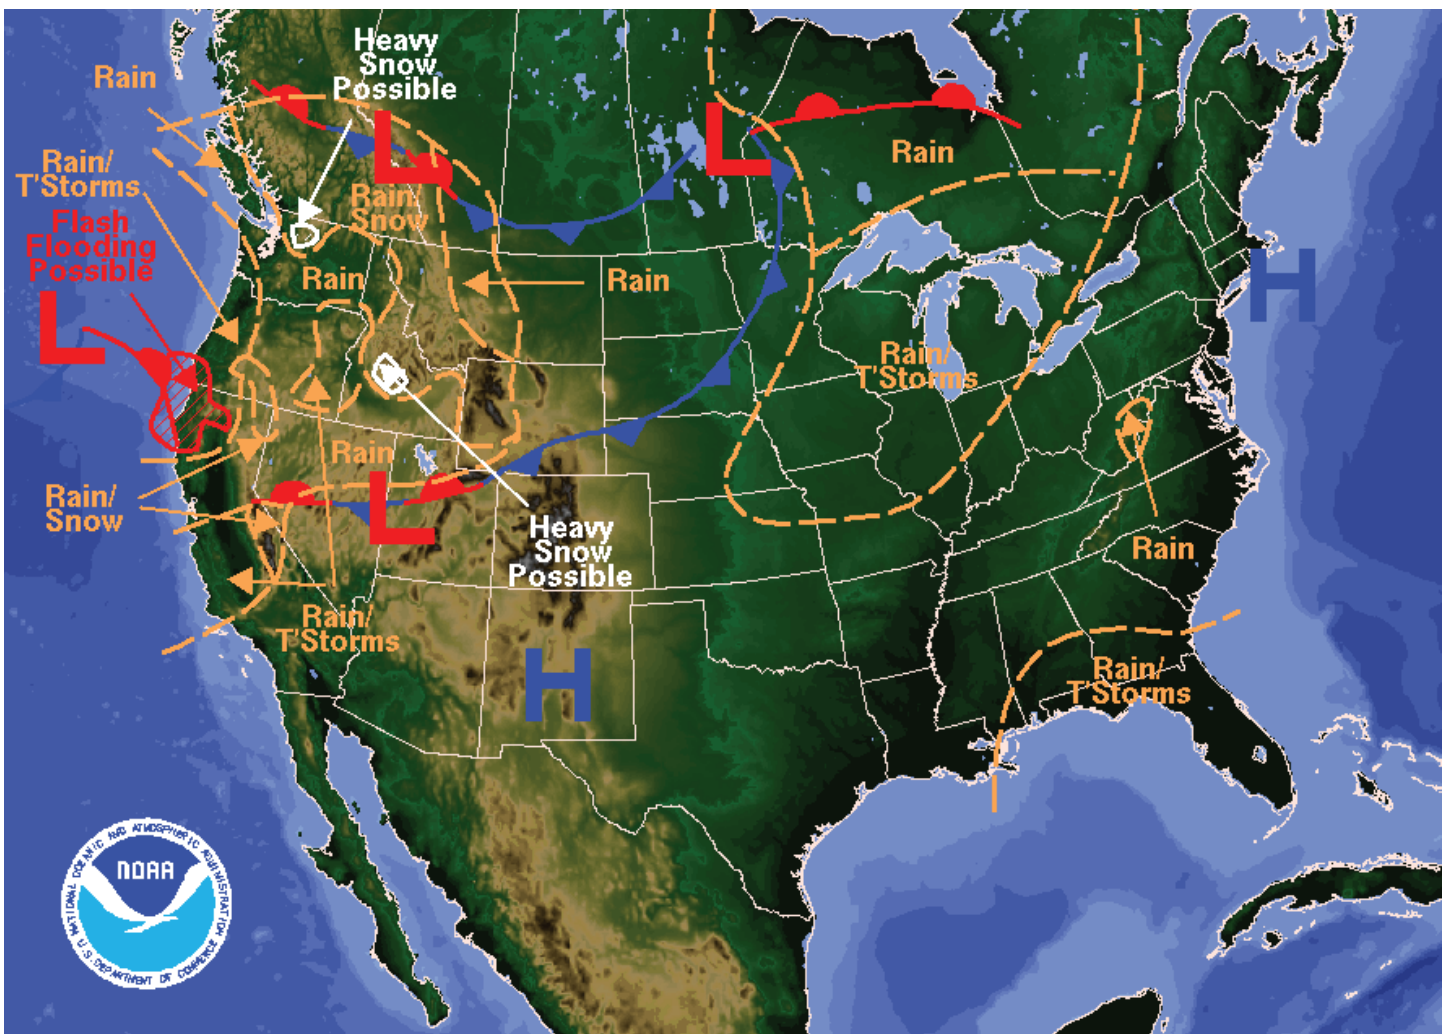 Heavy
Snow
Possible
Rain
Rain/
T'Storms
Flash
Flooding
Possible
L
L
L
Rain
Rain/
Snow
Rain
Rain
H
L
Rain/
T'Storms
Rain
L
Rain/
Snow
Heavy
Snow
Possible
Rain
Rain/
T'Storms
H
Rain/
T'Storms
NATIONAL OCEANIC AND ATMOSPHERIC ADMINISTRATION
NOAA
U.S. DEPARTMENT OF COMMERCE